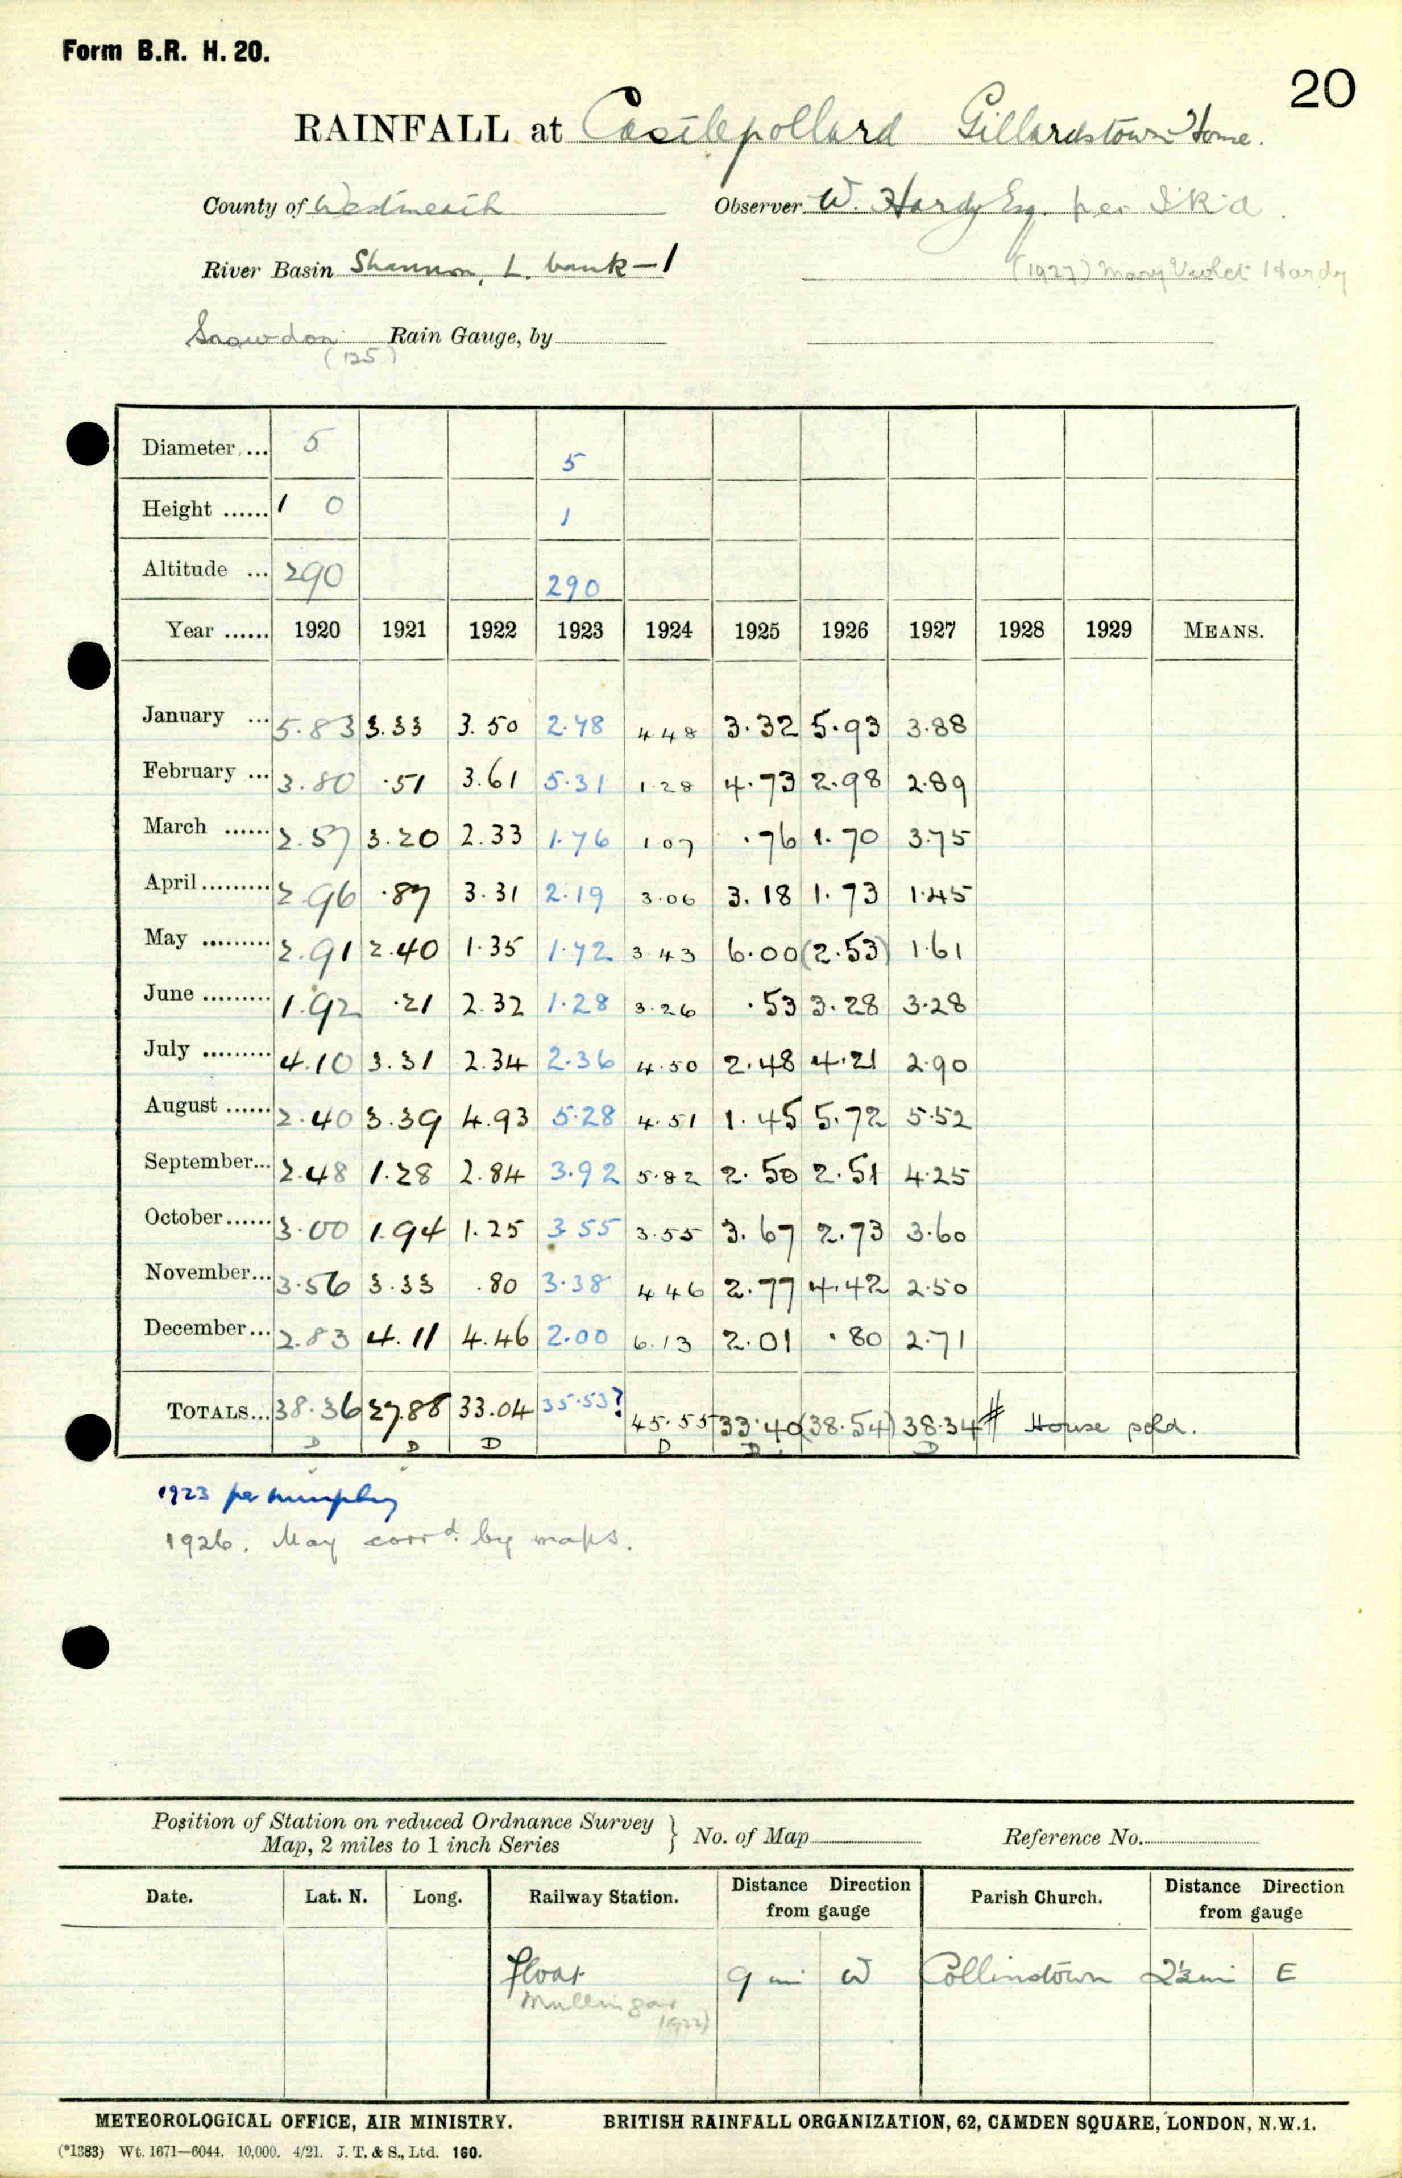 Form B.R. H. 20.
20
RAINFALL at Castlepollard Gillardstown Home.
County of Westmeath Observer W. Hardy Esq. per I.R.A.
River Basin Shannon, L. bank - 1 (1927) Mary Violet Hardy
Snowdon Rain Gauge, by
(125)
Diameter ... 5 5
Height ...... 1 0 1
Altitude ... 290 290
Year ...... 1920 1921 1922 1923 1924 1925 1926 1927 1928 1929 MEANS.
January ... 5.83 3.33 3.50 2.48 4.48 3.32 5.93 3.88
February ... 3.80 .51 3.61 5.31 1.28 4.73 2.98 2.89
March ...... 2.57 3.20 2.33 1.76 1.07 .76 1.70 3.75
April ......... 2.96 .87 3.31 2.19 3.06 3.18 1.73 1.45
May ......... 2.91 2.40 1.35 1.72 3.43 6.00 (2.53) 1.61
June ......... 1.92 .21 2.32 1.28 3.26 .53 3.28 3.28
July ......... 4.10 3.31 2.34 2.36 4.50 2.48 4.21 2.90
August ...... 2.40 3.39 4.93 5.28 4.51 1.45 5.72 5.52
September... 2.48 1.28 2.84 3.92 5.82 2.50 2.51 4.25
October ...... 3.00 1.94 1.25 3.55 3.55 3.67 2.73 3.60
November... 3.56 3.33 .80 3.38 4.46 2.77 4.42 2.50
December... 2.83 4.11 4.46 2.00 6.13 2.01 .80 2.71
TOTALS... 38.36 27.88 33.04 35.53? 45.55 33.40 (38.54) 38.34 # House sold.
D D D D D D
1923 per Mumphrey
1926. May corrd. by maps.
Position of Station on reduced Ordnance Survey
Map, 2 miles to 1 inch Series } No. of Map Reference No.
Date. Lat. N. Long. Railway Station. Distance Direction from gauge Parish Church. Distance Direction from gauge
Float 9 mi W Collinstown 2½ mi E
Mullingar
1922)
METEOROLOGICAL OFFICE, AIR MINISTRY. BRITISH RAINFALL ORGANIZATION, 62, CAMDEN SQUARE, LONDON, N.W.1.
(*1383) Wt. 1671—6044. 10,000. 4/21. J. T. & S., Ltd. 160.